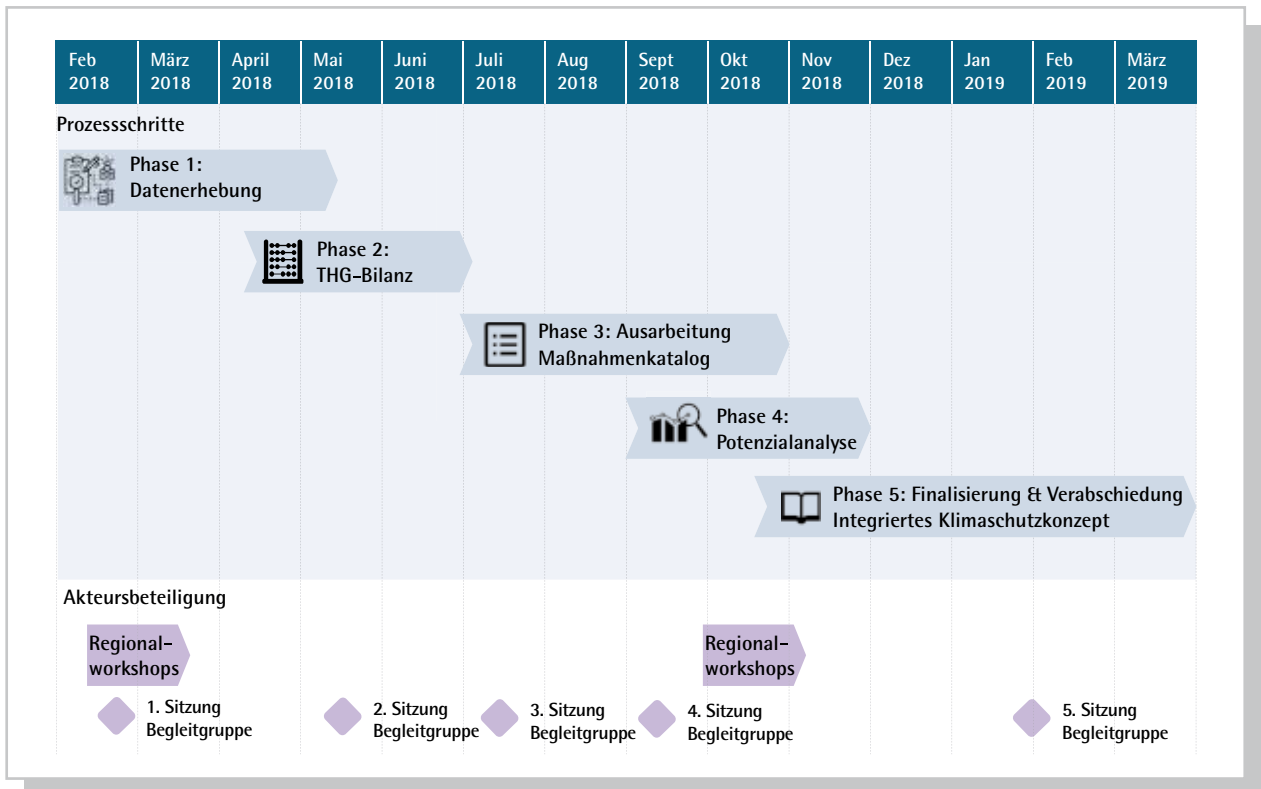 Feb
2018
März
2018
April
2018
Mai
2018
Juni
2018
Juli
2018
Aug
2018
Sept
2018
Okt
2018
Nov
2018
Dez
2018
Jan
2019
Feb
2019
März
2019
Prozessschritte
Phase 1:
Datenerhebung
Phase 2:
THG-Bilanz
Phase 3: Ausarbeitung
Maßnahmenkatalog
Phase 4:
Potenzialanalyse
Phase 5: Finalisierung & Verabschiedung
Integriertes Klimaschutzkonzept
Akteursbeteiligung
Regional-
workshops
Regional-
workshops
1. Sitzung
Begleitgruppe
2. Sitzung
Begleitgruppe
3. Sitzung
Begleitgruppe
4. Sitzung
Begleitgruppe
5. Sitzung
Begleitgruppe